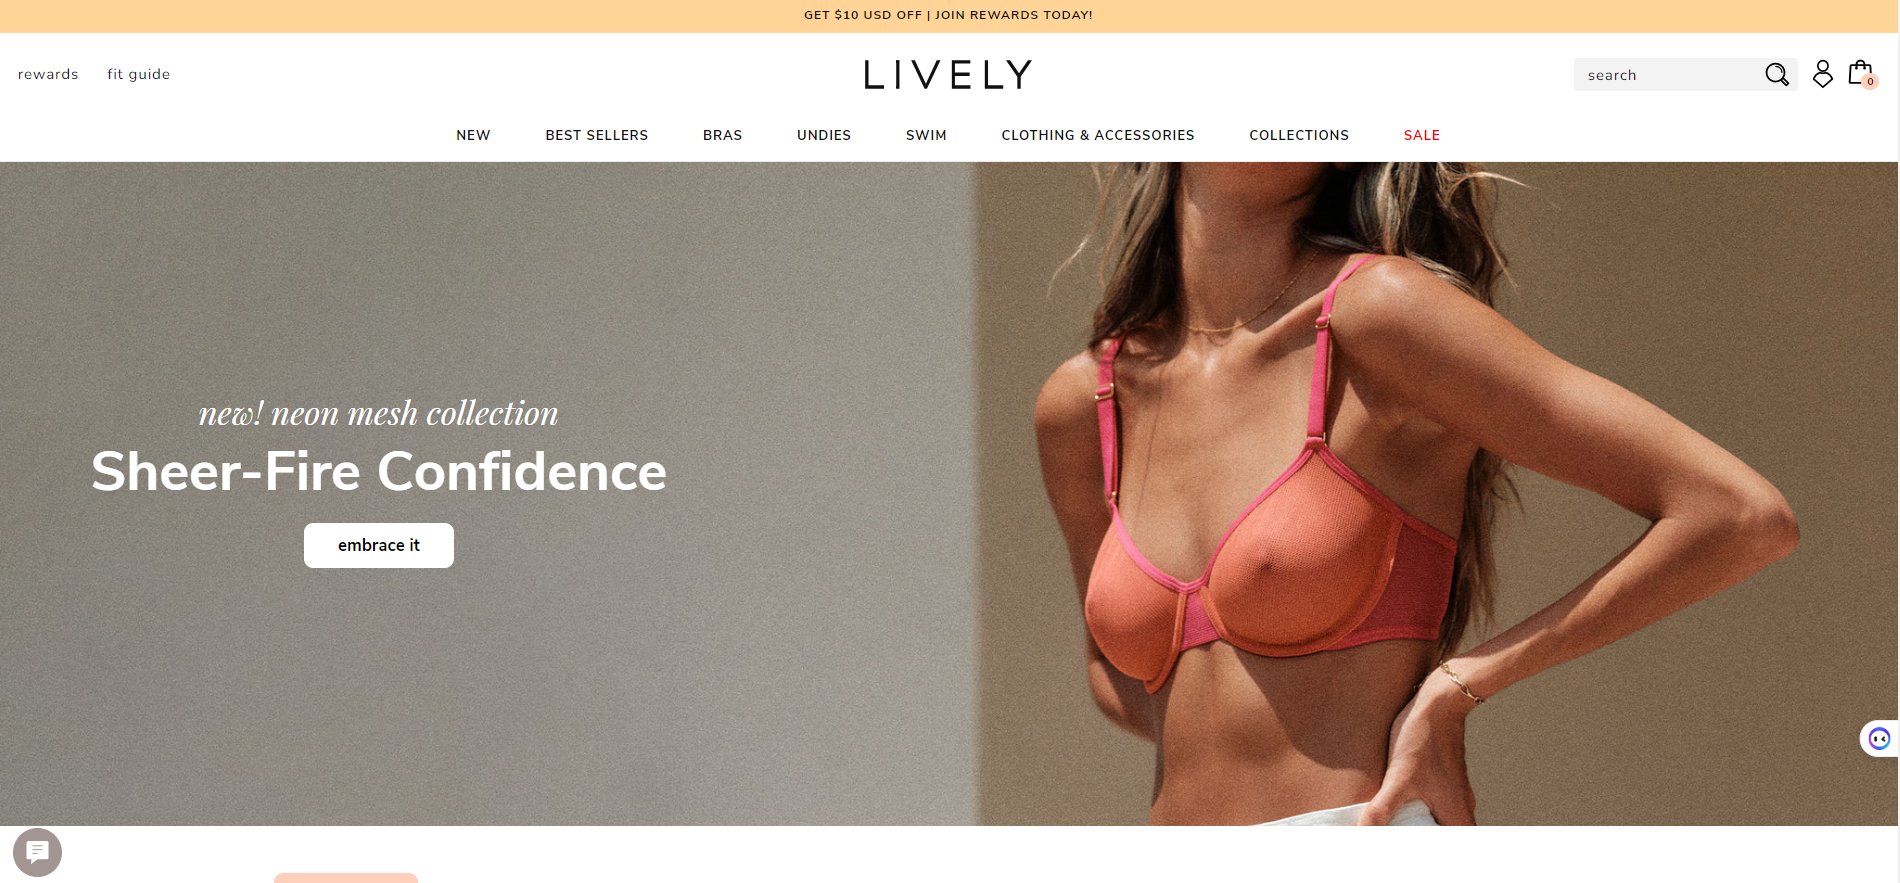 GET $10 USD OFF | JOIN REWARDS TODAY!
rewards
fit guide
LIVELY
search
0
NEW
BEST SELLERS
BRAS
UNDIES
SWIM
CLOTHING & ACCESSORIES
COLLECTIONS
SALE
new! neon mesh collection
Sheer-Fire Confidence
embrace it